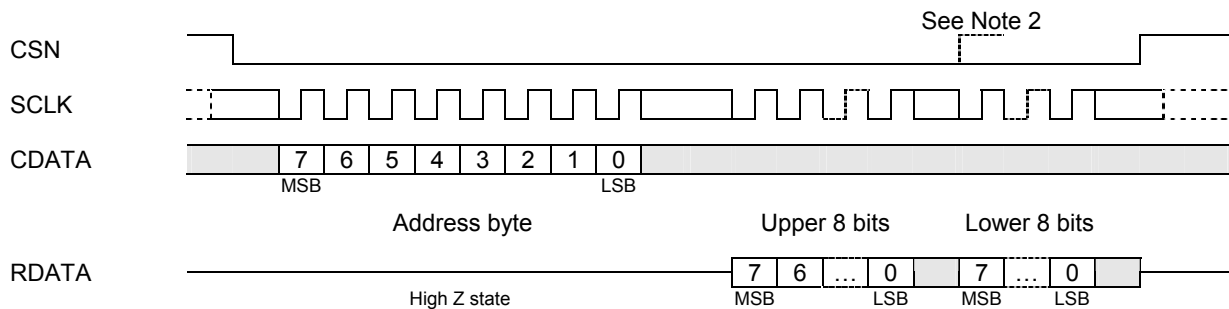 See Note 2
CSN
SCLK
CDATA 7 6 5 4 3 2 1 0
MSB LSB
Address byte Upper 8 bits Lower 8 bits
RDATA 7 6 ... 0 7 ... 0
High Z state MSB LSB MSB LSB